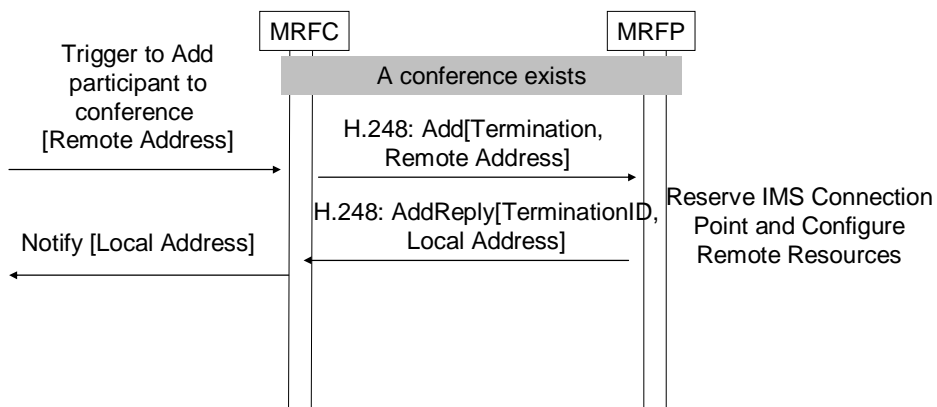 MRFC
MRFP
Trigger to Add
participant to
conference
[Remote Address]
A conference exists
H.248: Add[Termination,
Remote Address]
H.248: AddReply[TerminationID,
Local Address]
Reserve IMS Connection
Point and Configure
Remote Resources
Notify [Local Address]